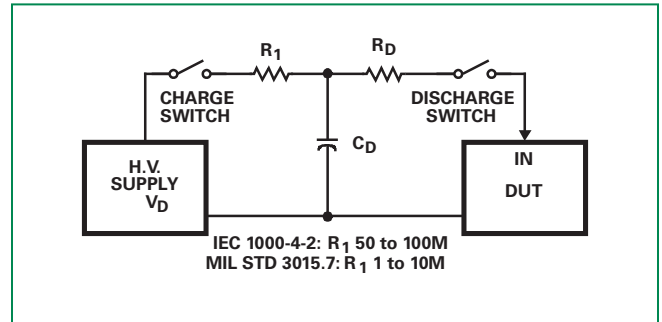 R1
RD
CHARGE
SWITCH
DISCHARGE
SWITCH
CD
H.V.
SUPPLY
VD
IN
DUT
IEC 1000-4-2: R1 50 to 100M
MIL STD 3015.7: R1 1 to 10M